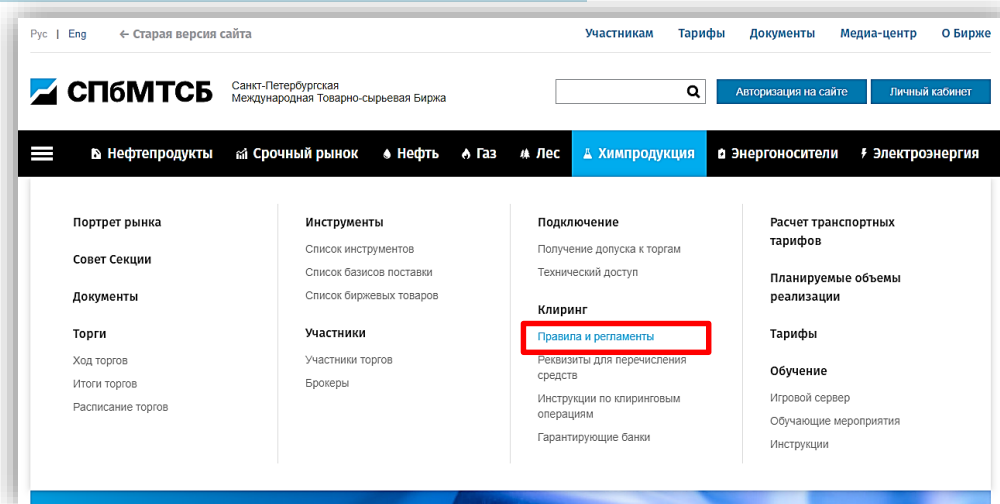 Рус | Eng ← Старая версия сайта Участникам Тарифы Документы Медиа-центр О Бирже
СПбМТСБ
Санкт-Петербургская
Международная Товарно-сырьевая Биржа
Авторизация на сайте Личный кабинет
Нефтепродукты Срочный рынок Нефть Газ Лес Химпродукция Энергоносители Электроэнергия
Портрет рынка
Совет Секции
Документы
Торги
Ход торгов
Итоги торгов
Расписание торгов
Инструменты
Список инструментов
Список базисов поставки
Список биржевых товаров
Участники
Участники торгов
Брокеры
Подключение
Получение допуска к торгам
Технический доступ
Клиринг
Правила и регламенты
Реквизиты для перечисления
средств
Инструкции по клиринговым
операциям
Гарантирующие банки
Расчет транспортных
тарифов
Планируемые объемы
реализации
Тарифы
Обучение
Игровой сервер
Обучающие мероприятия
Инструкции